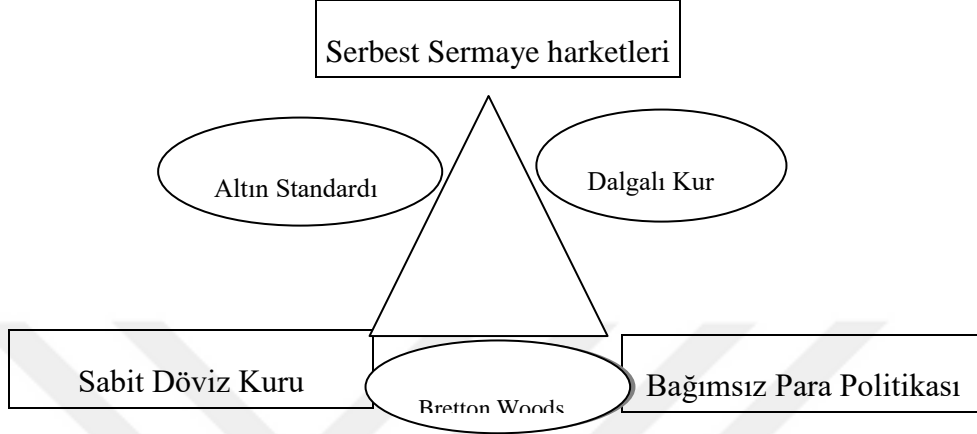 Serbest Sermaye harketleri
Altın Standardı
Dalgalı Kur
Sabit Döviz Kuru
Bretton Woods
Bağımsız Para Politikası